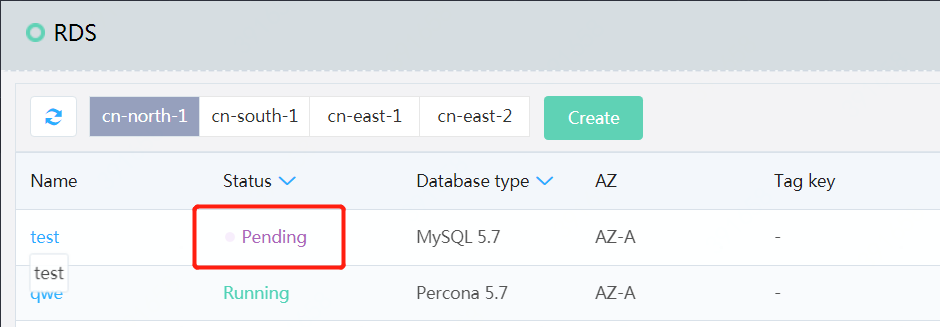 RDS
cn-north-1 cn-south-1 cn-east-1 cn-east-2 Create
Name Status Database type AZ Tag key
test Pending MySQL 5.7 AZ-A -
test
qwe Running Percona 5.7 AZ-A -